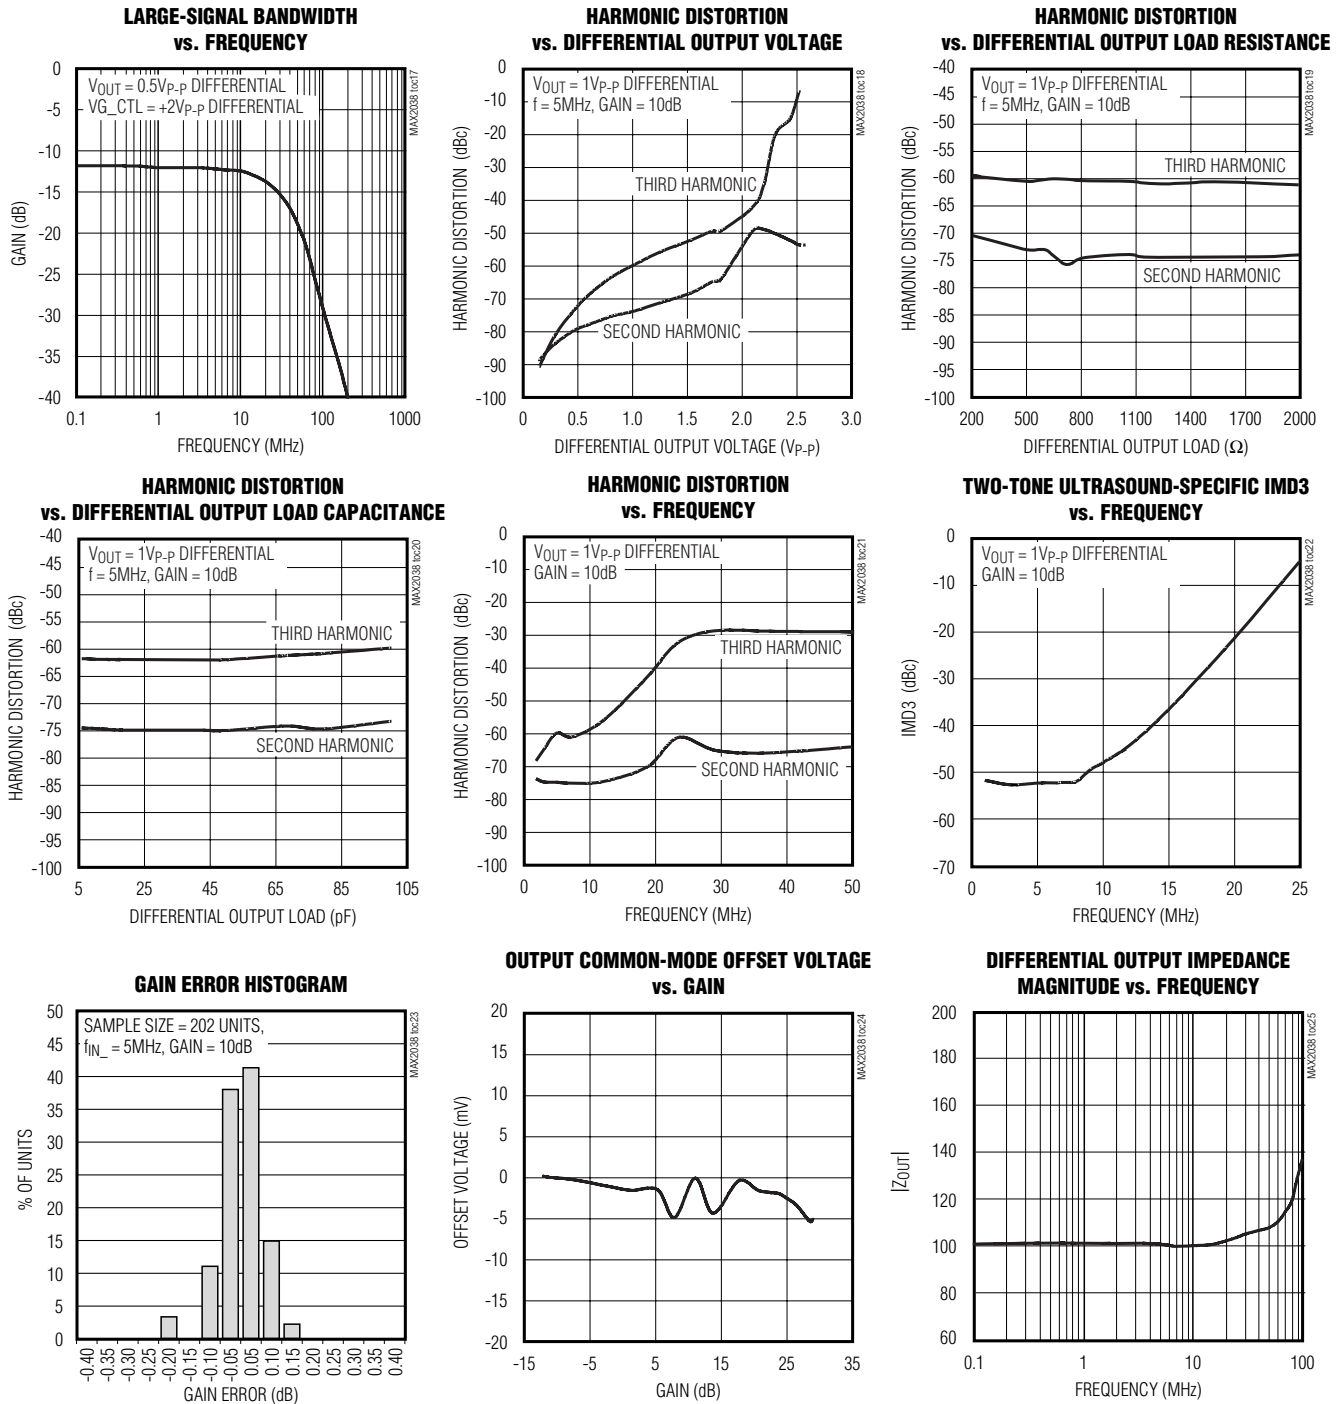 LARGE-SIGNAL BANDWIDTH
vs. FREQUENCY
0
-5
-10
-15
-20
-25
-30
-35
-40
GAIN (dB)
VOUT = 0.5VP-P DIFFERENTIAL
VG_CTL = +2VP-P DIFFERENTIAL
MAX2038 toc17
0.1 1 10 100 1000
FREQUENCY (MHz)
HARMONIC DISTORTION
vs. DIFFERENTIAL OUTPUT VOLTAGE
0
-10
-20
-30
-40
-50
-60
-70
-80
-90
-100
HARMONIC DISTORTION (dBc)
VOUT = 1VP-P DIFFERENTIAL
f = 5MHz, GAIN = 10dB
THIRD HARMONIC
SECOND HARMONIC
MAX2038 toc18
0 0.5 1.0 1.5 2.0 2.5 3.0
DIFFERENTIAL OUTPUT VOLTAGE (VP-P)
HARMONIC DISTORTION
vs. DIFFERENTIAL OUTPUT LOAD RESISTANCE
-40
-45
-50
-55
-60
-65
-70
-75
-80
-85
-90
-95
-100
HARMONIC DISTORTION (dBc)
VOUT = 1VP-P DIFFERENTIAL
f = 5MHz, GAIN = 10dB
THIRD HARMONIC
SECOND HARMONIC
MAX2038 toc19
200 500 800 1100 1400 1700 2000
DIFFERENTIAL OUTPUT LOAD (Ω)
HARMONIC DISTORTION
vs. DIFFERENTIAL OUTPUT LOAD CAPACITANCE
-40
-45
-50
-55
-60
-65
-70
-75
-80
-85
-90
-95
-100
HARMONIC DISTORTION (dBc)
VOUT = 1VP-P DIFFERENTIAL
f = 5MHz, GAIN = 10dB
THIRD HARMONIC
SECOND HARMONIC
MAX2038 toc20
5 25 45 65 85 105
DIFFERENTIAL OUTPUT LOAD (pF)
HARMONIC DISTORTION
vs. FREQUENCY
0
-10
-20
-30
-40
-50
-60
-70
-80
-90
-100
HARMONIC DISTORTION (dBc)
VOUT = 1VP-P DIFFERENTIAL
GAIN = 10dB
THIRD HARMONIC
SECOND HARMONIC
MAX2038 toc21
0 10 20 30 40 50
FREQUENCY (MHz)
TWO-TONE ULTRASOUND-SPECIFIC IMD3
vs. FREQUENCY
0
-10
-20
-30
-40
-50
-60
-70
IMD3 (dBc)
VOUT = 1VP-P DIFFERENTIAL
GAIN = 10dB
MAX2038 toc22
0 5 10 15 20 25
FREQUENCY (MHz)
GAIN ERROR HISTOGRAM
50
45
40
35
30
25
20
15
10
5
0
% OF UNITS
SAMPLE SIZE = 202 UNITS,
fIN_ = 5MHz, GAIN = 10dB
MAX2038 toc23
-0.40 -0.35 -0.30 -0.25 -0.20 -0.15 -0.10 -0.05 0.05 0.10 0.15 0.20 0.25 0.30 0.35 0.40
GAIN ERROR (dB)
OUTPUT COMMON-MODE OFFSET VOLTAGE
vs. GAIN
20
15
10
5
0
-5
-10
-15
-20
OFFSET VOLTAGE (mV)
MAX2038 toc24
-15 -5 5 15 25 35
GAIN (dB)
DIFFERENTIAL OUTPUT IMPEDANCE
MAGNITUDE vs. FREQUENCY
200
180
160
140
120
100
80
60
|ZOUT|
MAX2038 toc25
0.1 1 10 100
FREQUENCY (MHz)